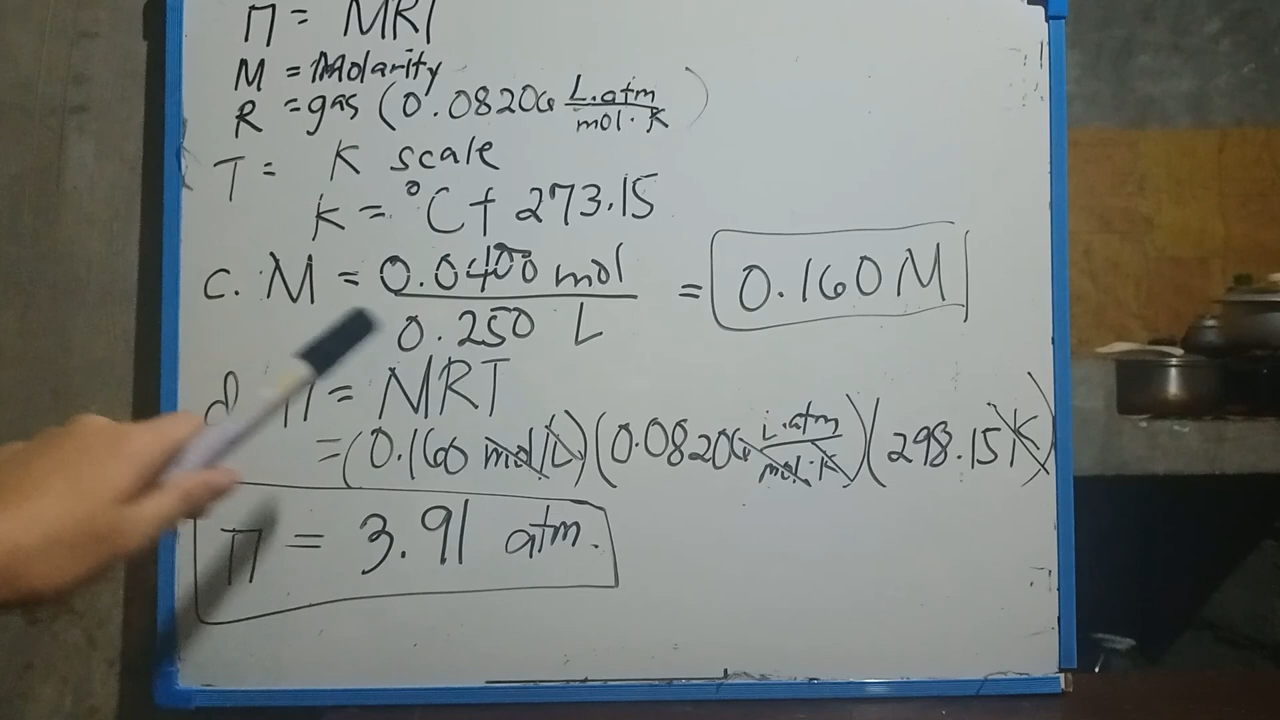 π = MRT
M = Molarity
R = gas (0.08206 L.atm/mol.K)
T = K scale
K = °C + 273.15
c. M = 0.0400 mol/0.250 L = 0.160 M
d. π = MRT
= (0.160 mol/L)(0.08206 L.atm/mol.K)(298.15 K)
π = 3.91 atm.